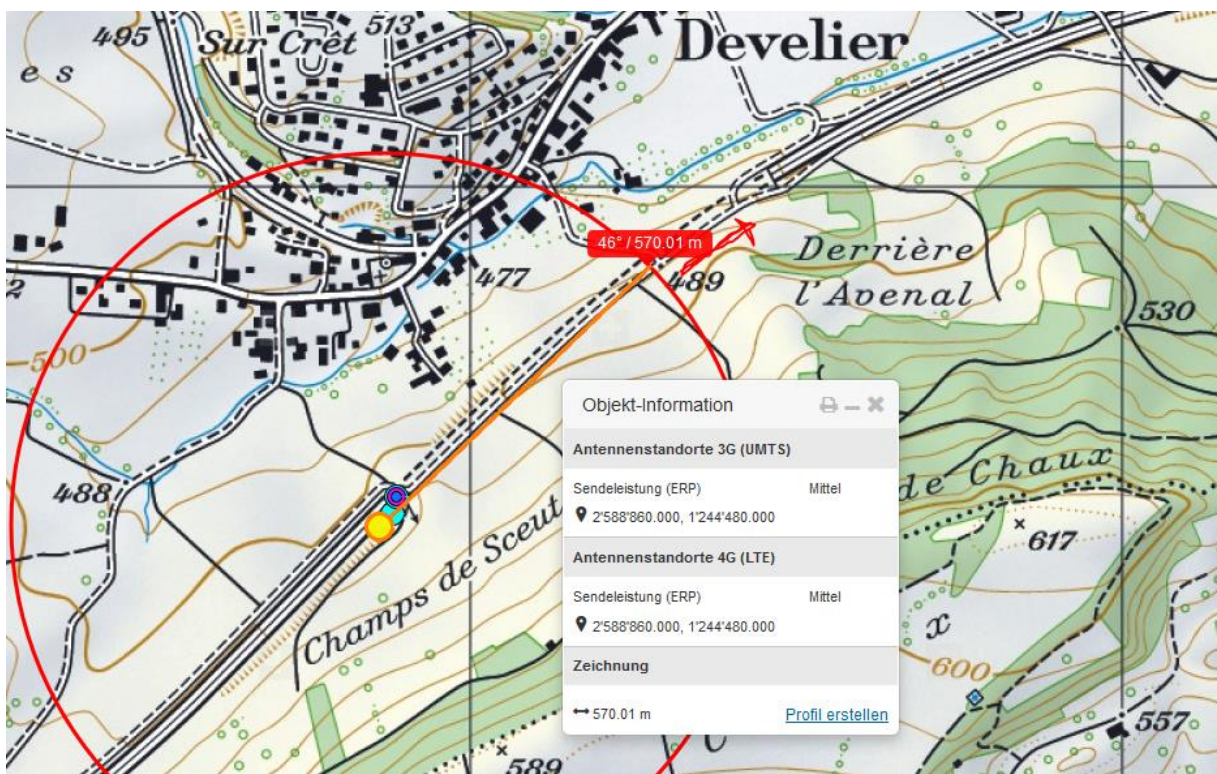 495
Sur Crêt
513
Develier
es
46° / 570.01 m
477
489
Derrière
l'Avenal
2
500
530
488
Champs de Sceut
de Chaux
617
x
600
557
589
C
Objekt-Information
Antennenstandorte 3G (UMTS)
Sendeleistung (ERP) Mittel
2'588'860.000, 1'244'480.000
Antennenstandorte 4G (LTE)
Sendeleistung (ERP) Mittel
2'588'860.000, 1'244'480.000
Zeichnung
570.01 m Profil erstellen